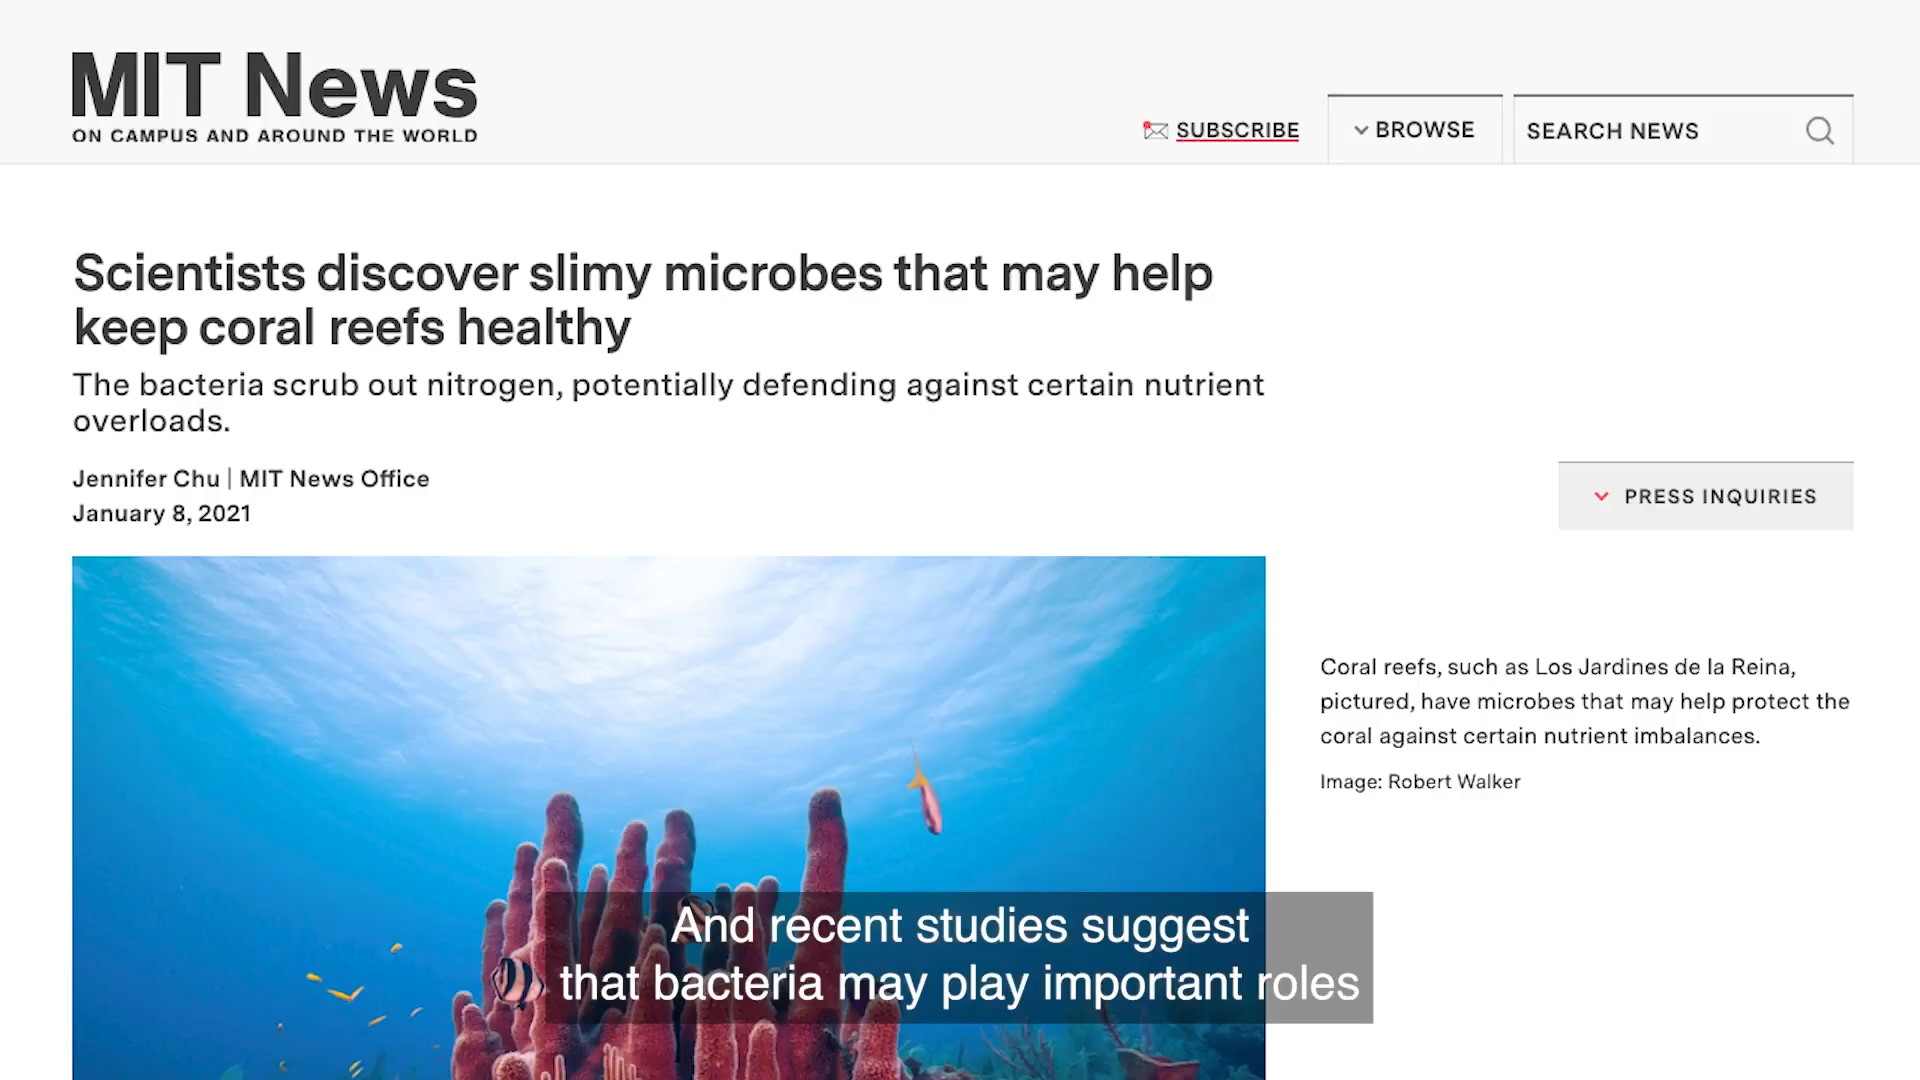 MIT News
ON CAMPUS AND AROUND THE WORLD
SUBSCRIBE
BROWSE
SEARCH NEWS
Scientists discover slimy microbes that may help
keep coral reefs healthy
The bacteria scrub out nitrogen, potentially defending against certain nutrient
overloads.
Jennifer Chu | MIT News Office
January 8, 2021
PRESS INQUIRIES
Coral reefs, such as Los Jardines de la Reina,
pictured, have microbes that may help protect the
coral against certain nutrient imbalances.
Image: Robert Walker
And recent studies suggest
that bacteria may play important roles